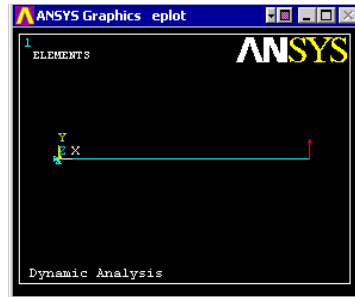 ANSYS Graphics eplot
1
ELEMENTS
ANSYS
Y
Z X
Dynamic Analysis